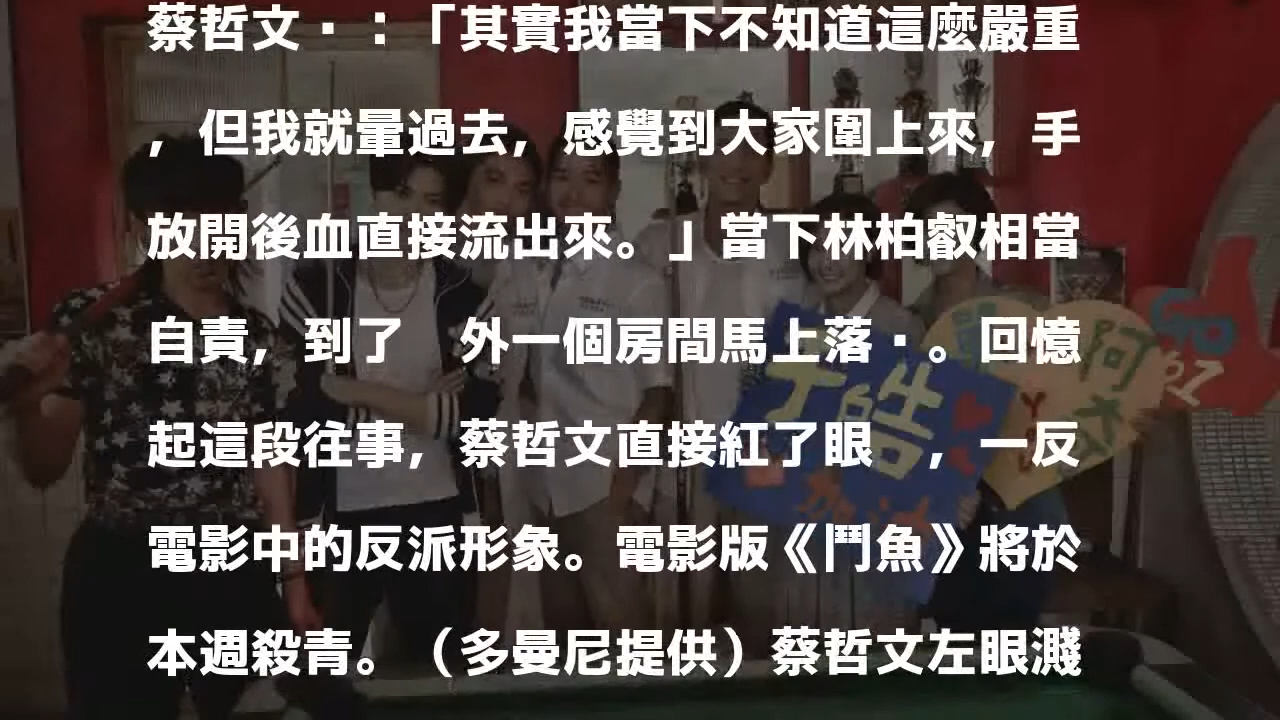 蔡哲文▪：「其實我當下不知道這麼嚴重
，但我就暈過去，感覺到大家圍上來，手
放開後血直接流出來。」當下林柏叡相當
自責，到了　外一個房間馬上落▪。回憶
起這段往事，蔡哲文直接紅了眼　，一反
電影中的反派形象。電影版《鬥魚》將於
本週殺青。（多曼尼提供）蔡哲文左眼濺
皓
加油
阿
GO